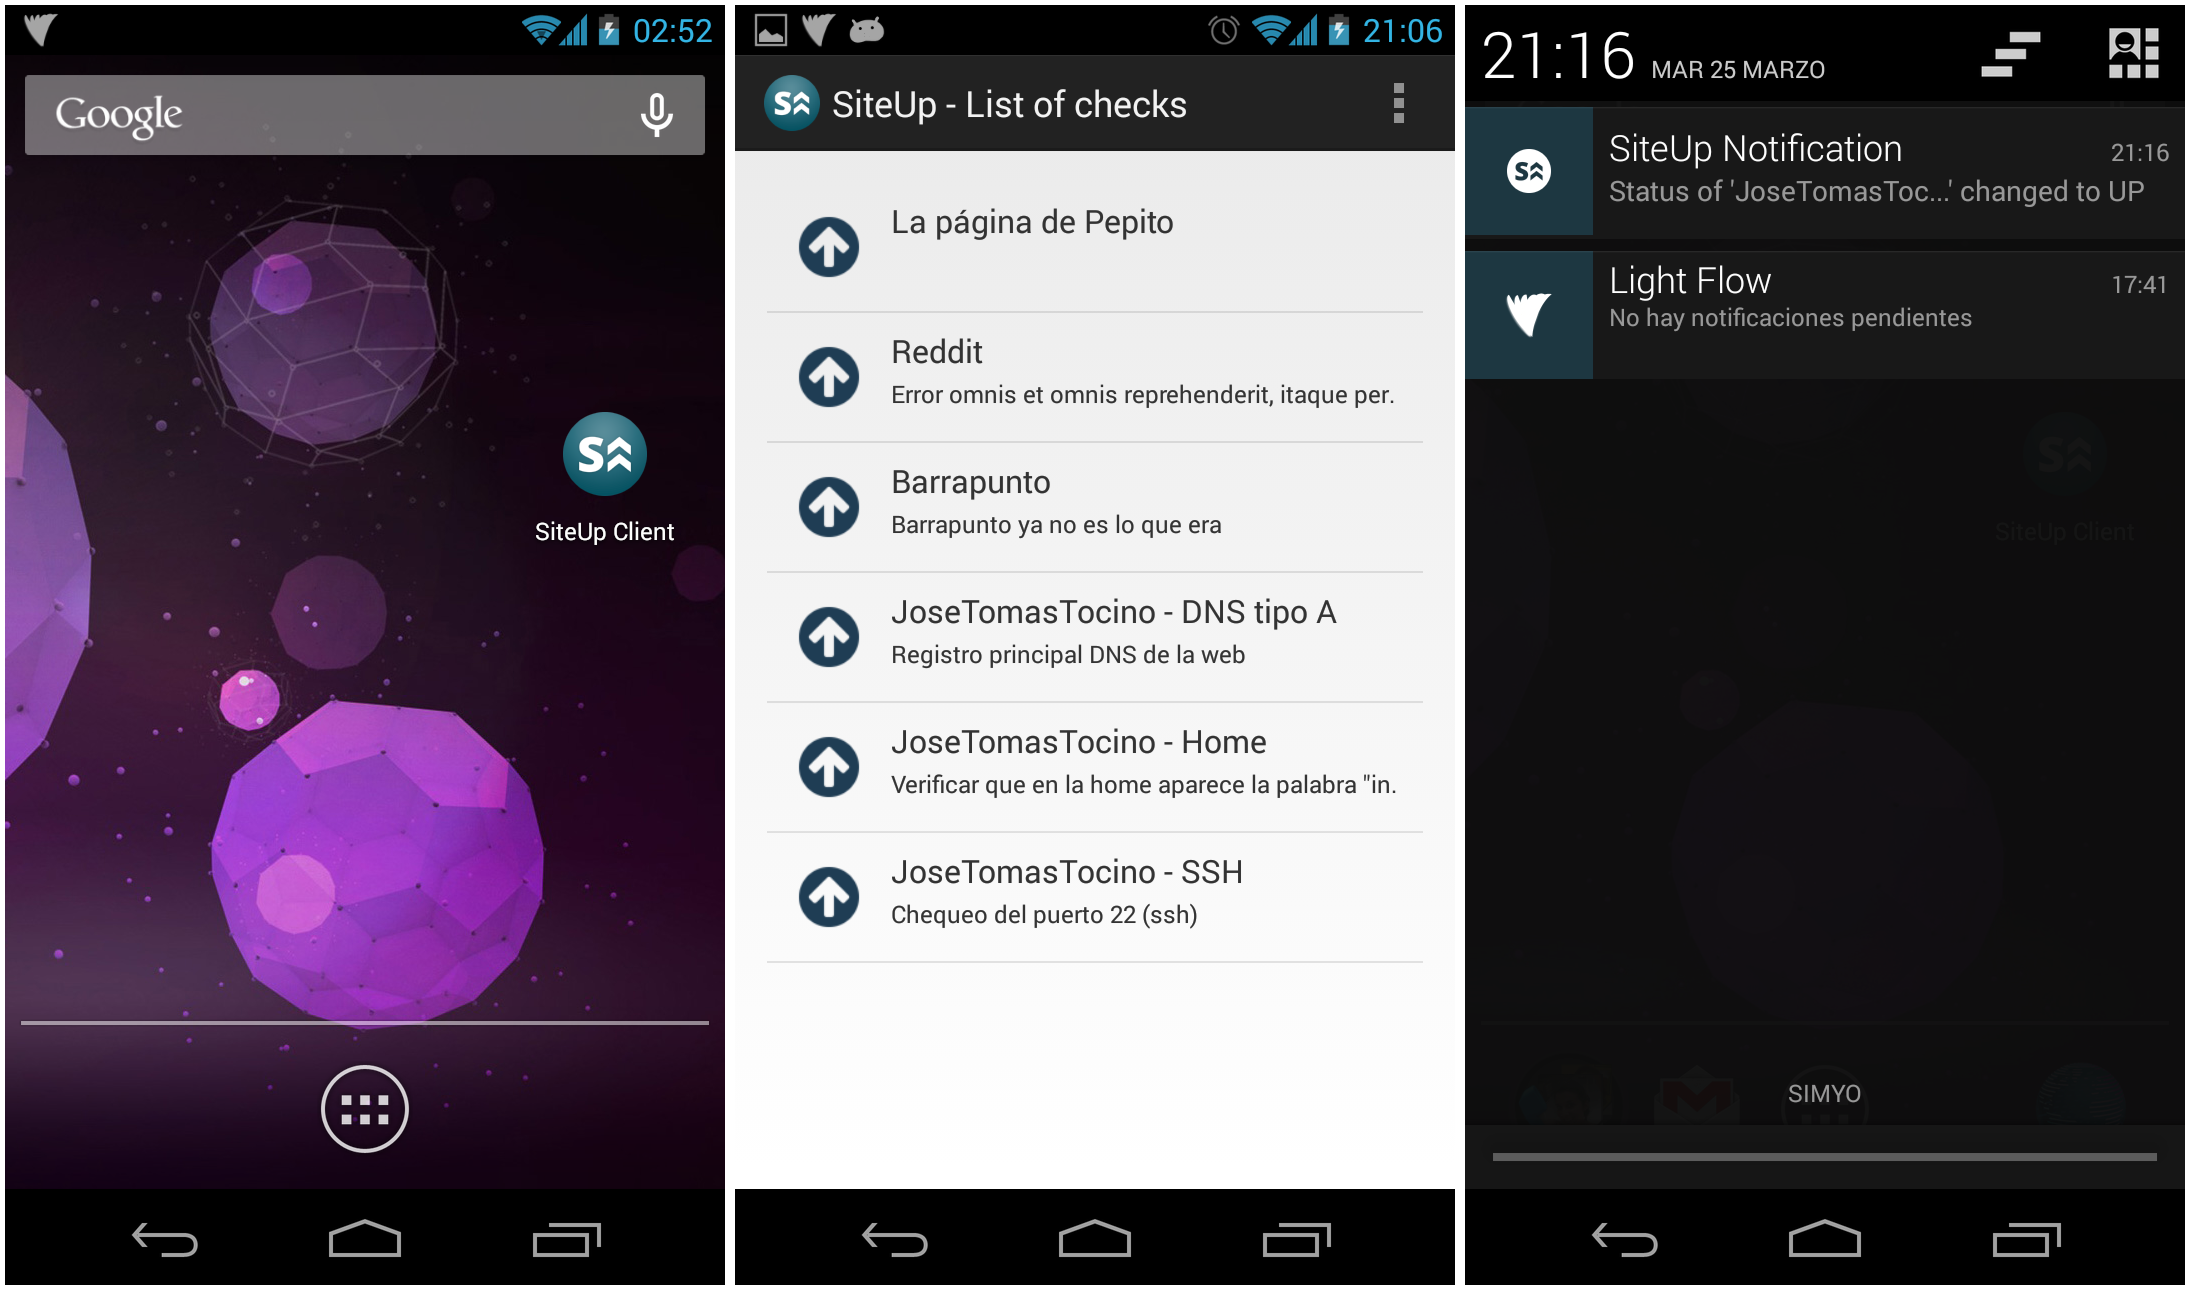 02:52
Google
S
SiteUp Client
21:06
S
SiteUp - List of checks
La página de Pepito
Reddit
Error omnis et omnis reprehenderit, itaque per.
Barrapunto
Barrapunto ya no es lo que era
JoseTomasTocino - DNS tipo A
Registro principal DNS de la web
JoseTomasTocino - Home
Verificar que en la home aparece la palabra "in.
JoseTomasTocino - SSH
Chequeo del puerto 22 (ssh)
21:16 MAR 25 MARZO
S
SiteUp Notification 21:16
Status of 'JoseTomasToc...' changed to UP
Light Flow 17:41
No hay notificaciones pendientes
S
SiteUp Client
SIMYO